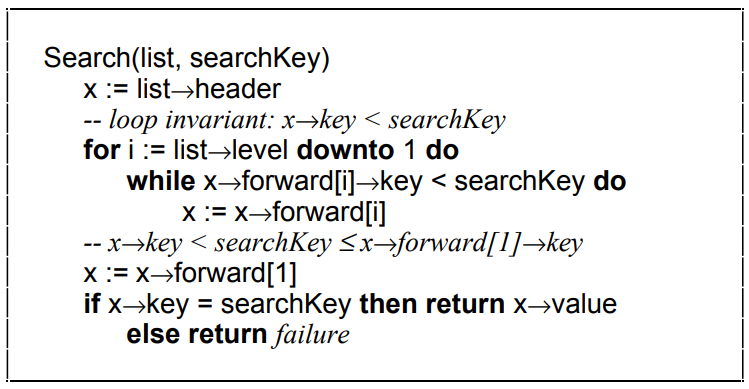 Search(list, searchKey)
x := list→header
-- loop invariant: x→key < searchKey
for i := list→level downto 1 do
while x→forward[i]→key < searchKey do
x := x→forward[i]
-- x→key < searchKey ≤ x→forward[1]→key
x := x→forward[1]
if x→key = searchKey then return x→value
else return failure